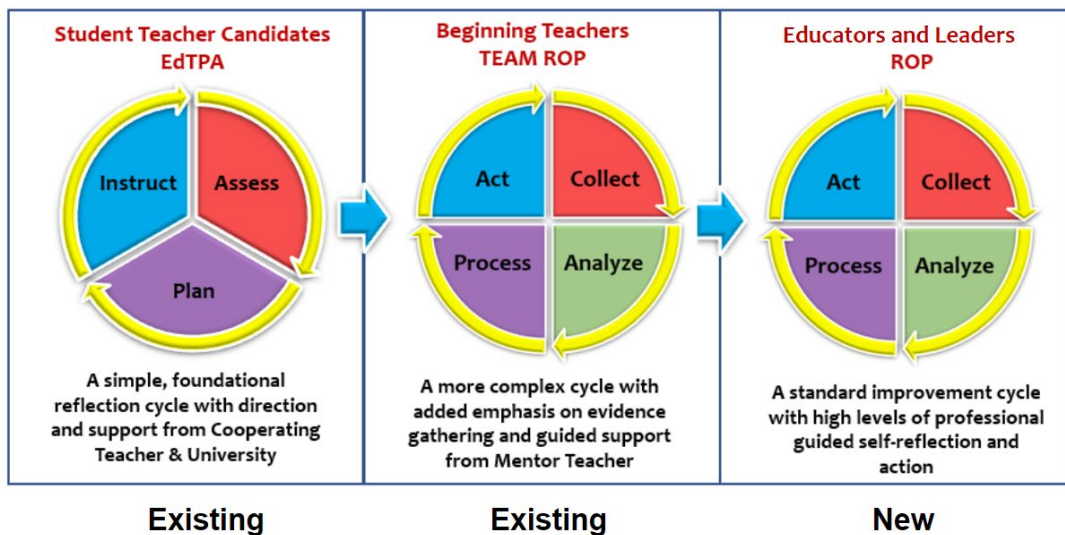 Student Teacher Candidates
EdTPA
Instruct
Assess
Plan
A simple, foundational
reflection cycle with direction
and support from Cooperating
Teacher & University
Existing
Beginning Teachers
TEAM ROP
Act
Collect
Process
Analyze
A more complex cycle with
added emphasis on evidence
gathering and guided support
from Mentor Teacher
Existing
Educators and Leaders
ROP
Act
Collect
Process
Analyze
A standard improvement cycle
with high levels of professional
guided self-reflection and
action
New